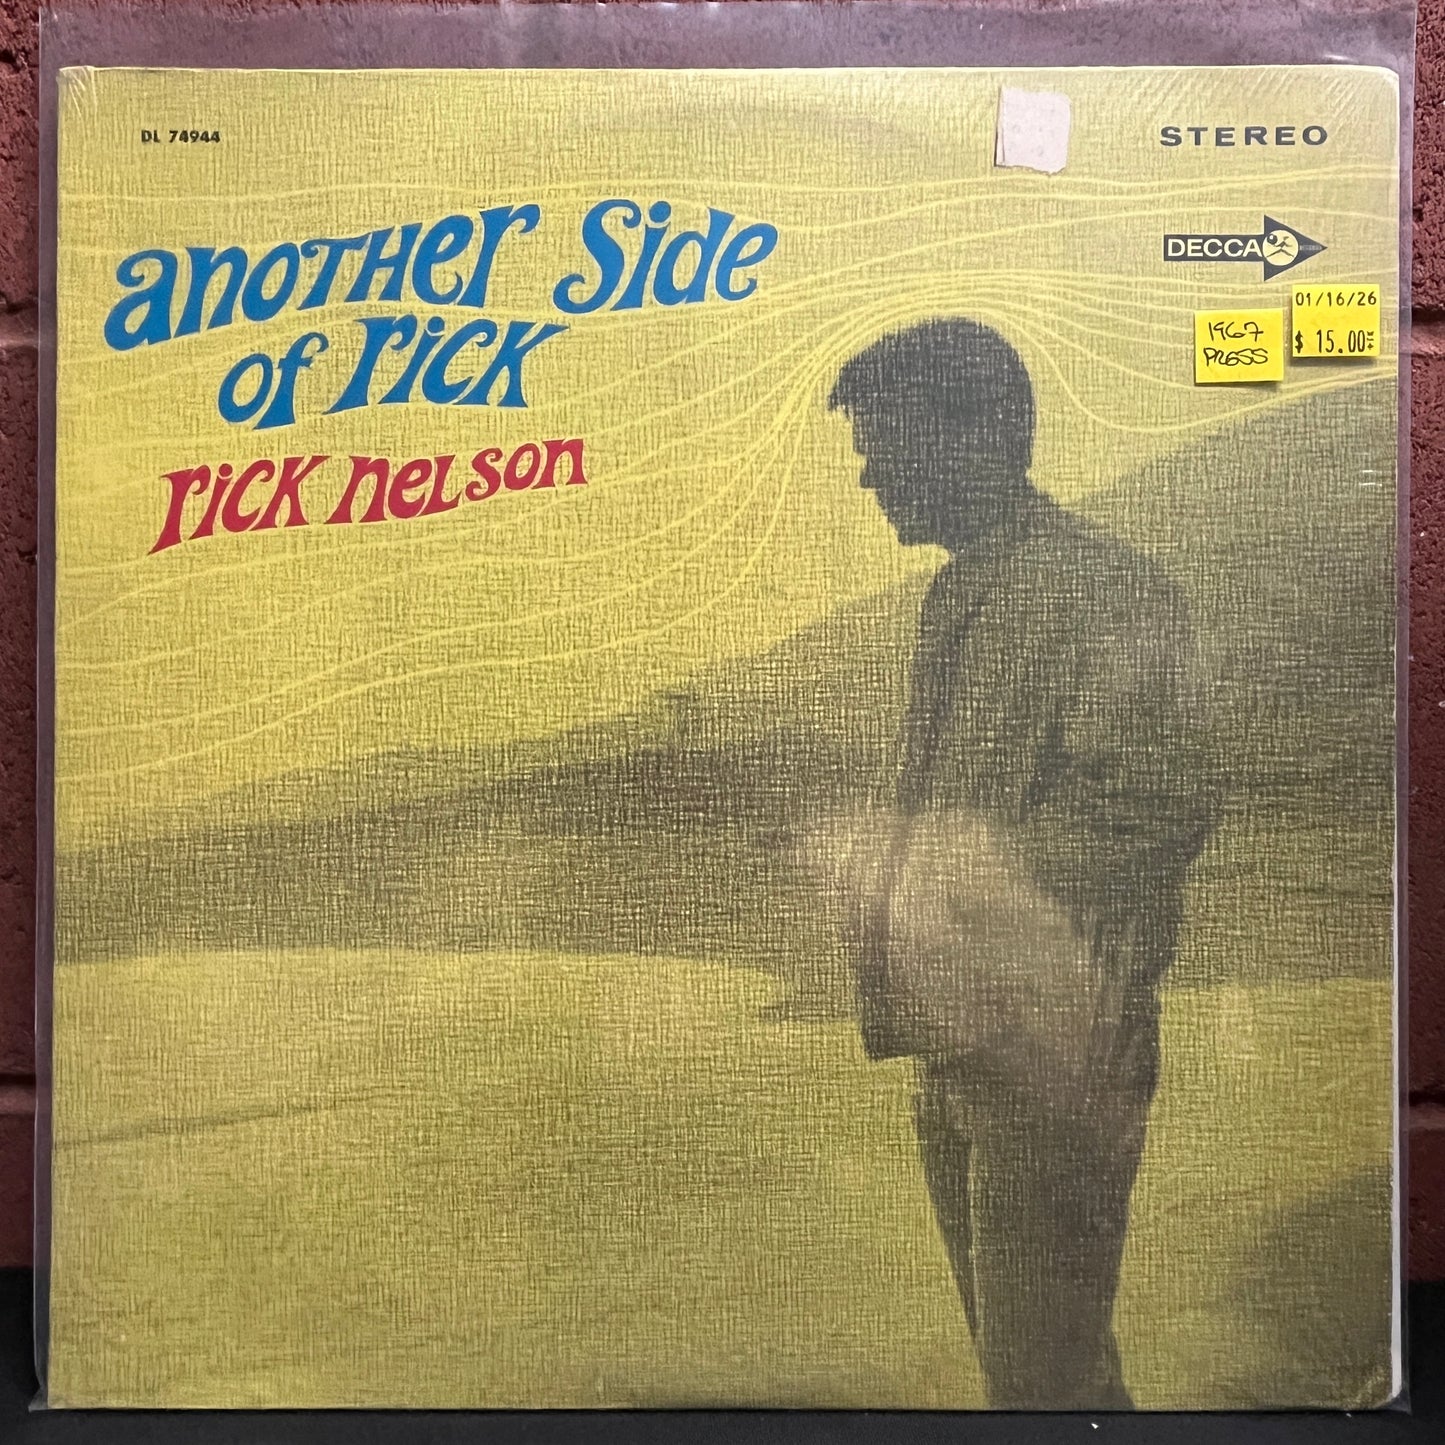 DL 74944
STEREO
anoTHer Side
of rick
rick nelson
DECCA
01/16/26
$ 15.00
1967
PRESS